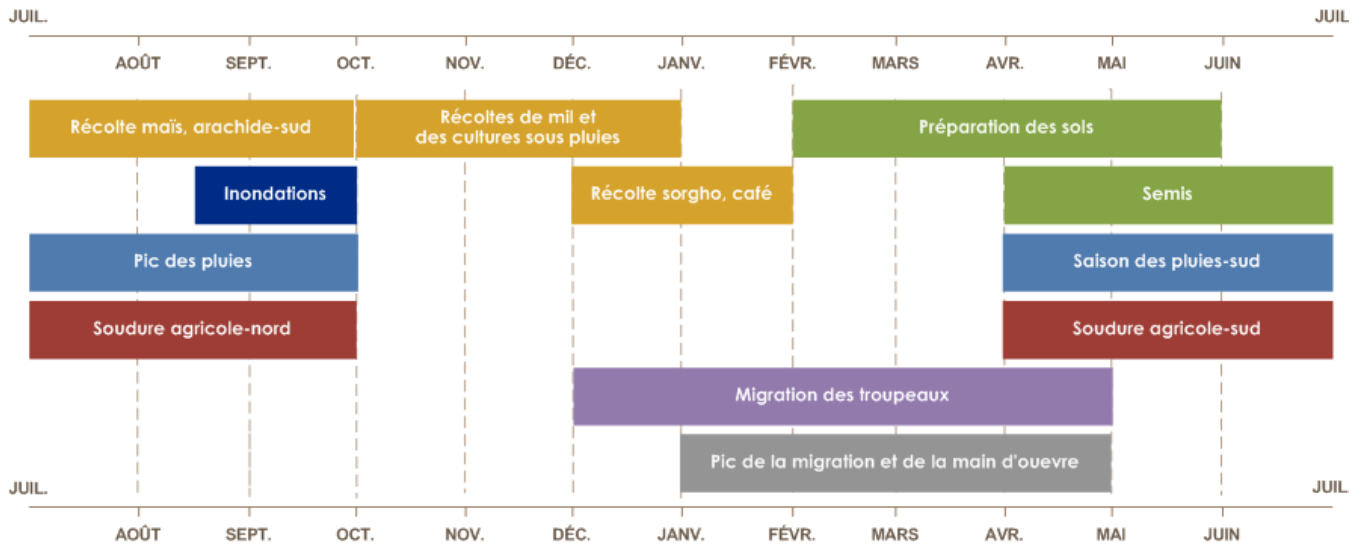 JUIL. JUIL
AOÛT SEPT. OCT. NOV. DÉC. JANV. FÉVR. MARS AVR. MAI JUIN
Récolte maïs, arachide-sud
Récoltes de mil et
des cultures sous pluies
Préparation des sols
Inondations
Récolte sorgho, café
Semis
Pic des pluies
Saison des pluies-sud
Soudure agricole-nord
Soudure agricole-sud
Migration des troupeaux
Pic de la migration et de la main d'ouevre
JUIL. JUIL.
AOÛT SEPT. OCT. NOV. DÉC. JANV. FÉVR. MARS AVR. MAI JUIN